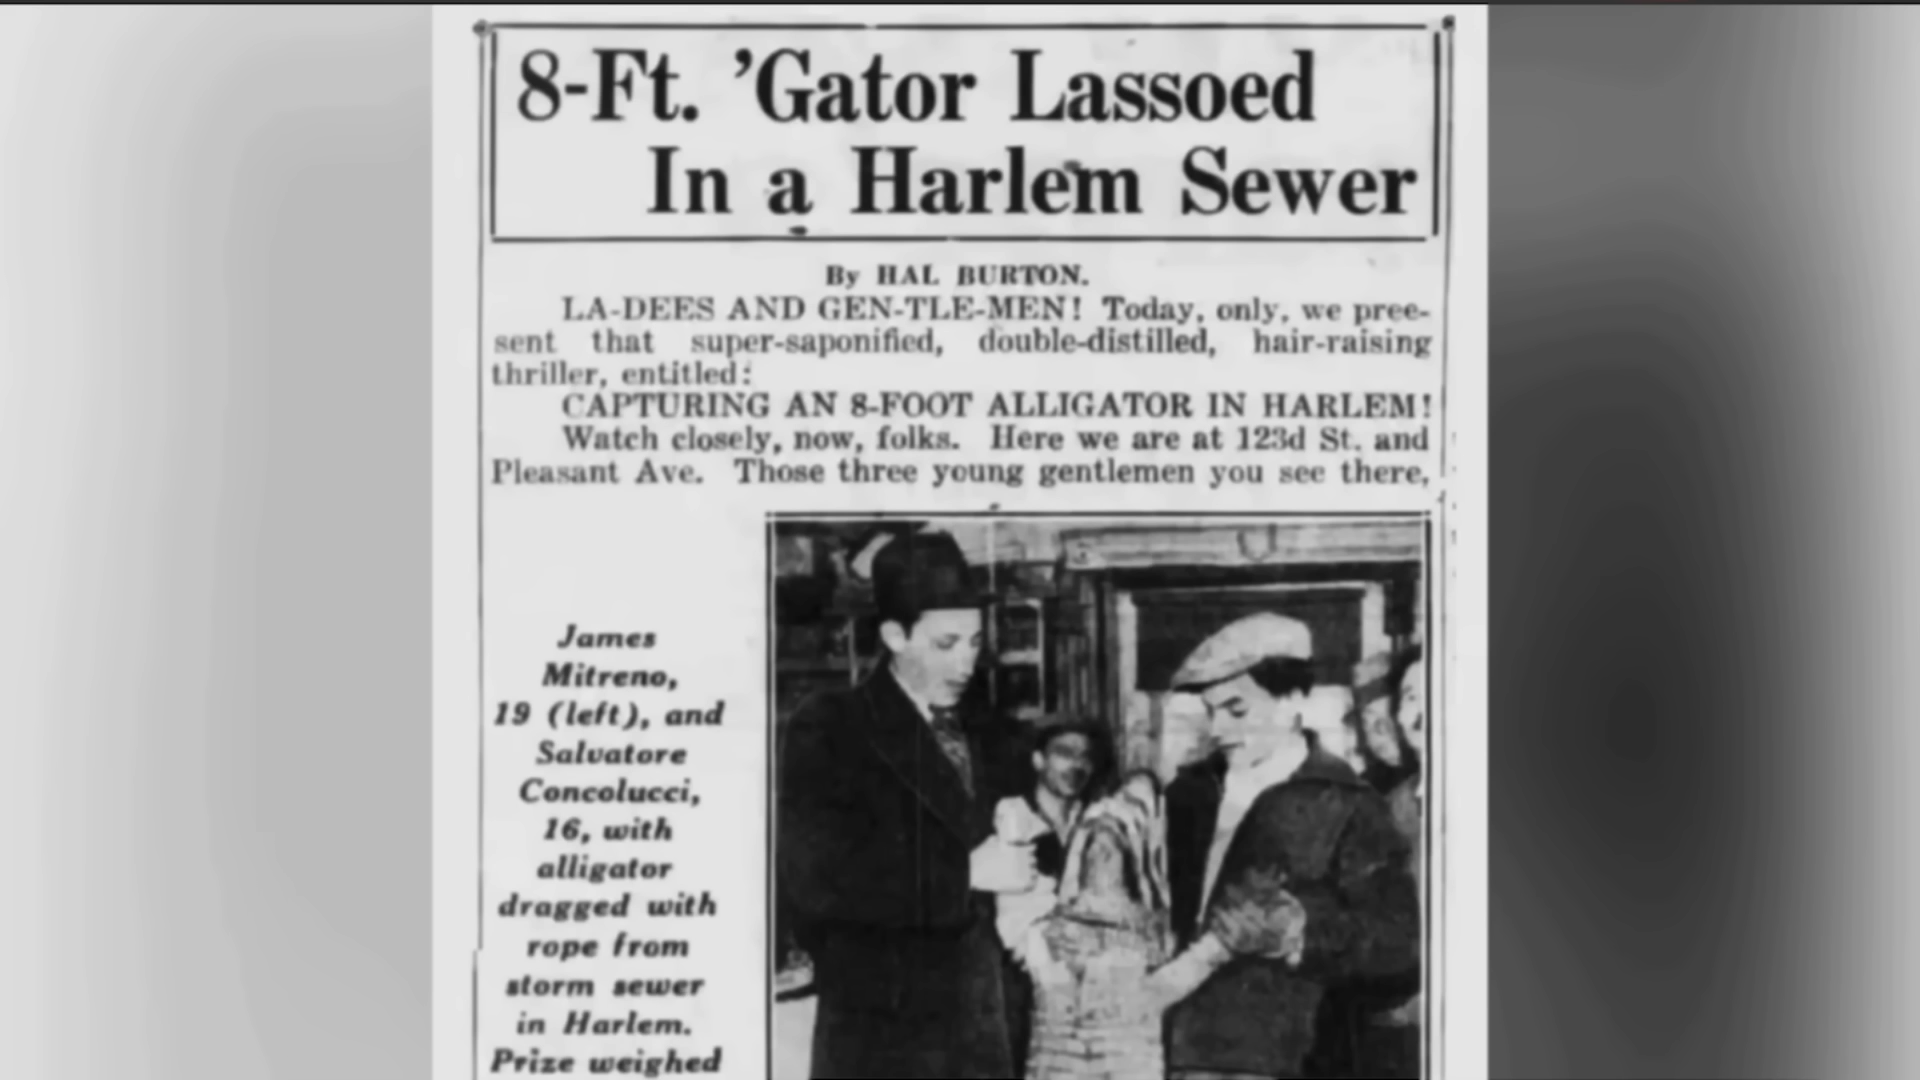 8-Ft. 'Gator Lassoed
In a Harlem Sewer
By HAL BURTON.
LA-DEES AND GEN-TLE-MEN! Today, only, we pree-
sent that super-saponified, double-distilled, hair-raising
thriller, entitled:
CAPTURING AN 8-FOOT ALLIGATOR IN HARLEM!
Watch closely, now, folks. Here we are at 123d St. and
Pleasant Ave. Those three young gentlemen you see there,
James
Mitreno,
19 (left), and
Salvatore
Concolucci,
16, with
alligator
dragged with
rope from
storm sewer
in Harlem.
Prize weighed